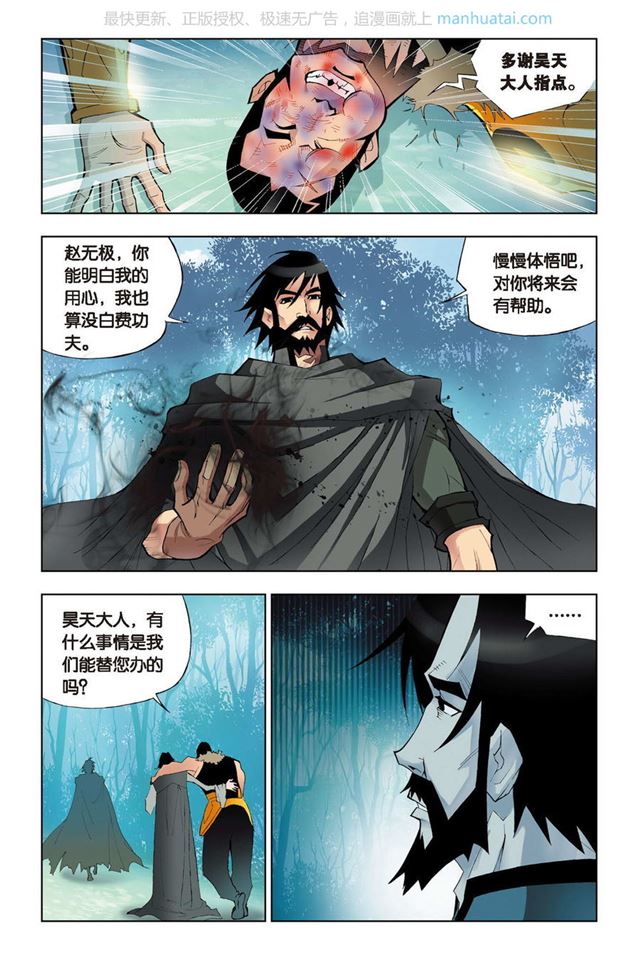 最快更新、正版授权、极速无广告，追漫画就上 manhuatai.com
多谢昊天
大人指点。
赵无极，你
能明白我的
用心，我也
算没白费功
夫。
慢慢体悟吧，
对你将来会
有帮助。
昊天大人，有
什么事情是我
们能替您办的
吗？
……